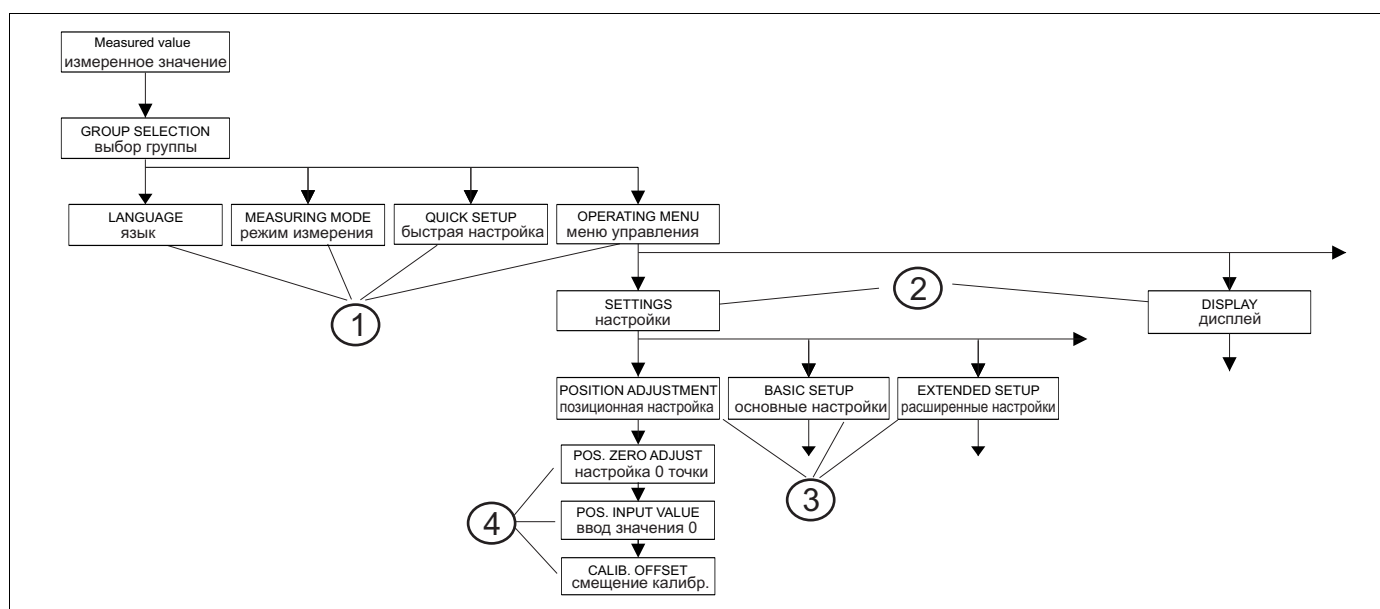 Measured value
измеренное значение
GROUP SELECTION
выбор группы
LANGUAGE
язык
MEASURING MODE
режим измерения
QUICK SETUP
быстрая настройка
OPERATING MENU
меню управления
1
SETTINGS
настройки
2
DISPLAY
дисплей
POSITION ADJUSTMENT
позиционная настройка
BASIC SETUP
основные настройки
EXTENDED SETUP
расширенные настройки
3
POS. ZERO ADJUST
настройка 0 точки
4
POS. INPUT VALUE
ввод значения 0
CALIB. OFFSET
смещение калибр.